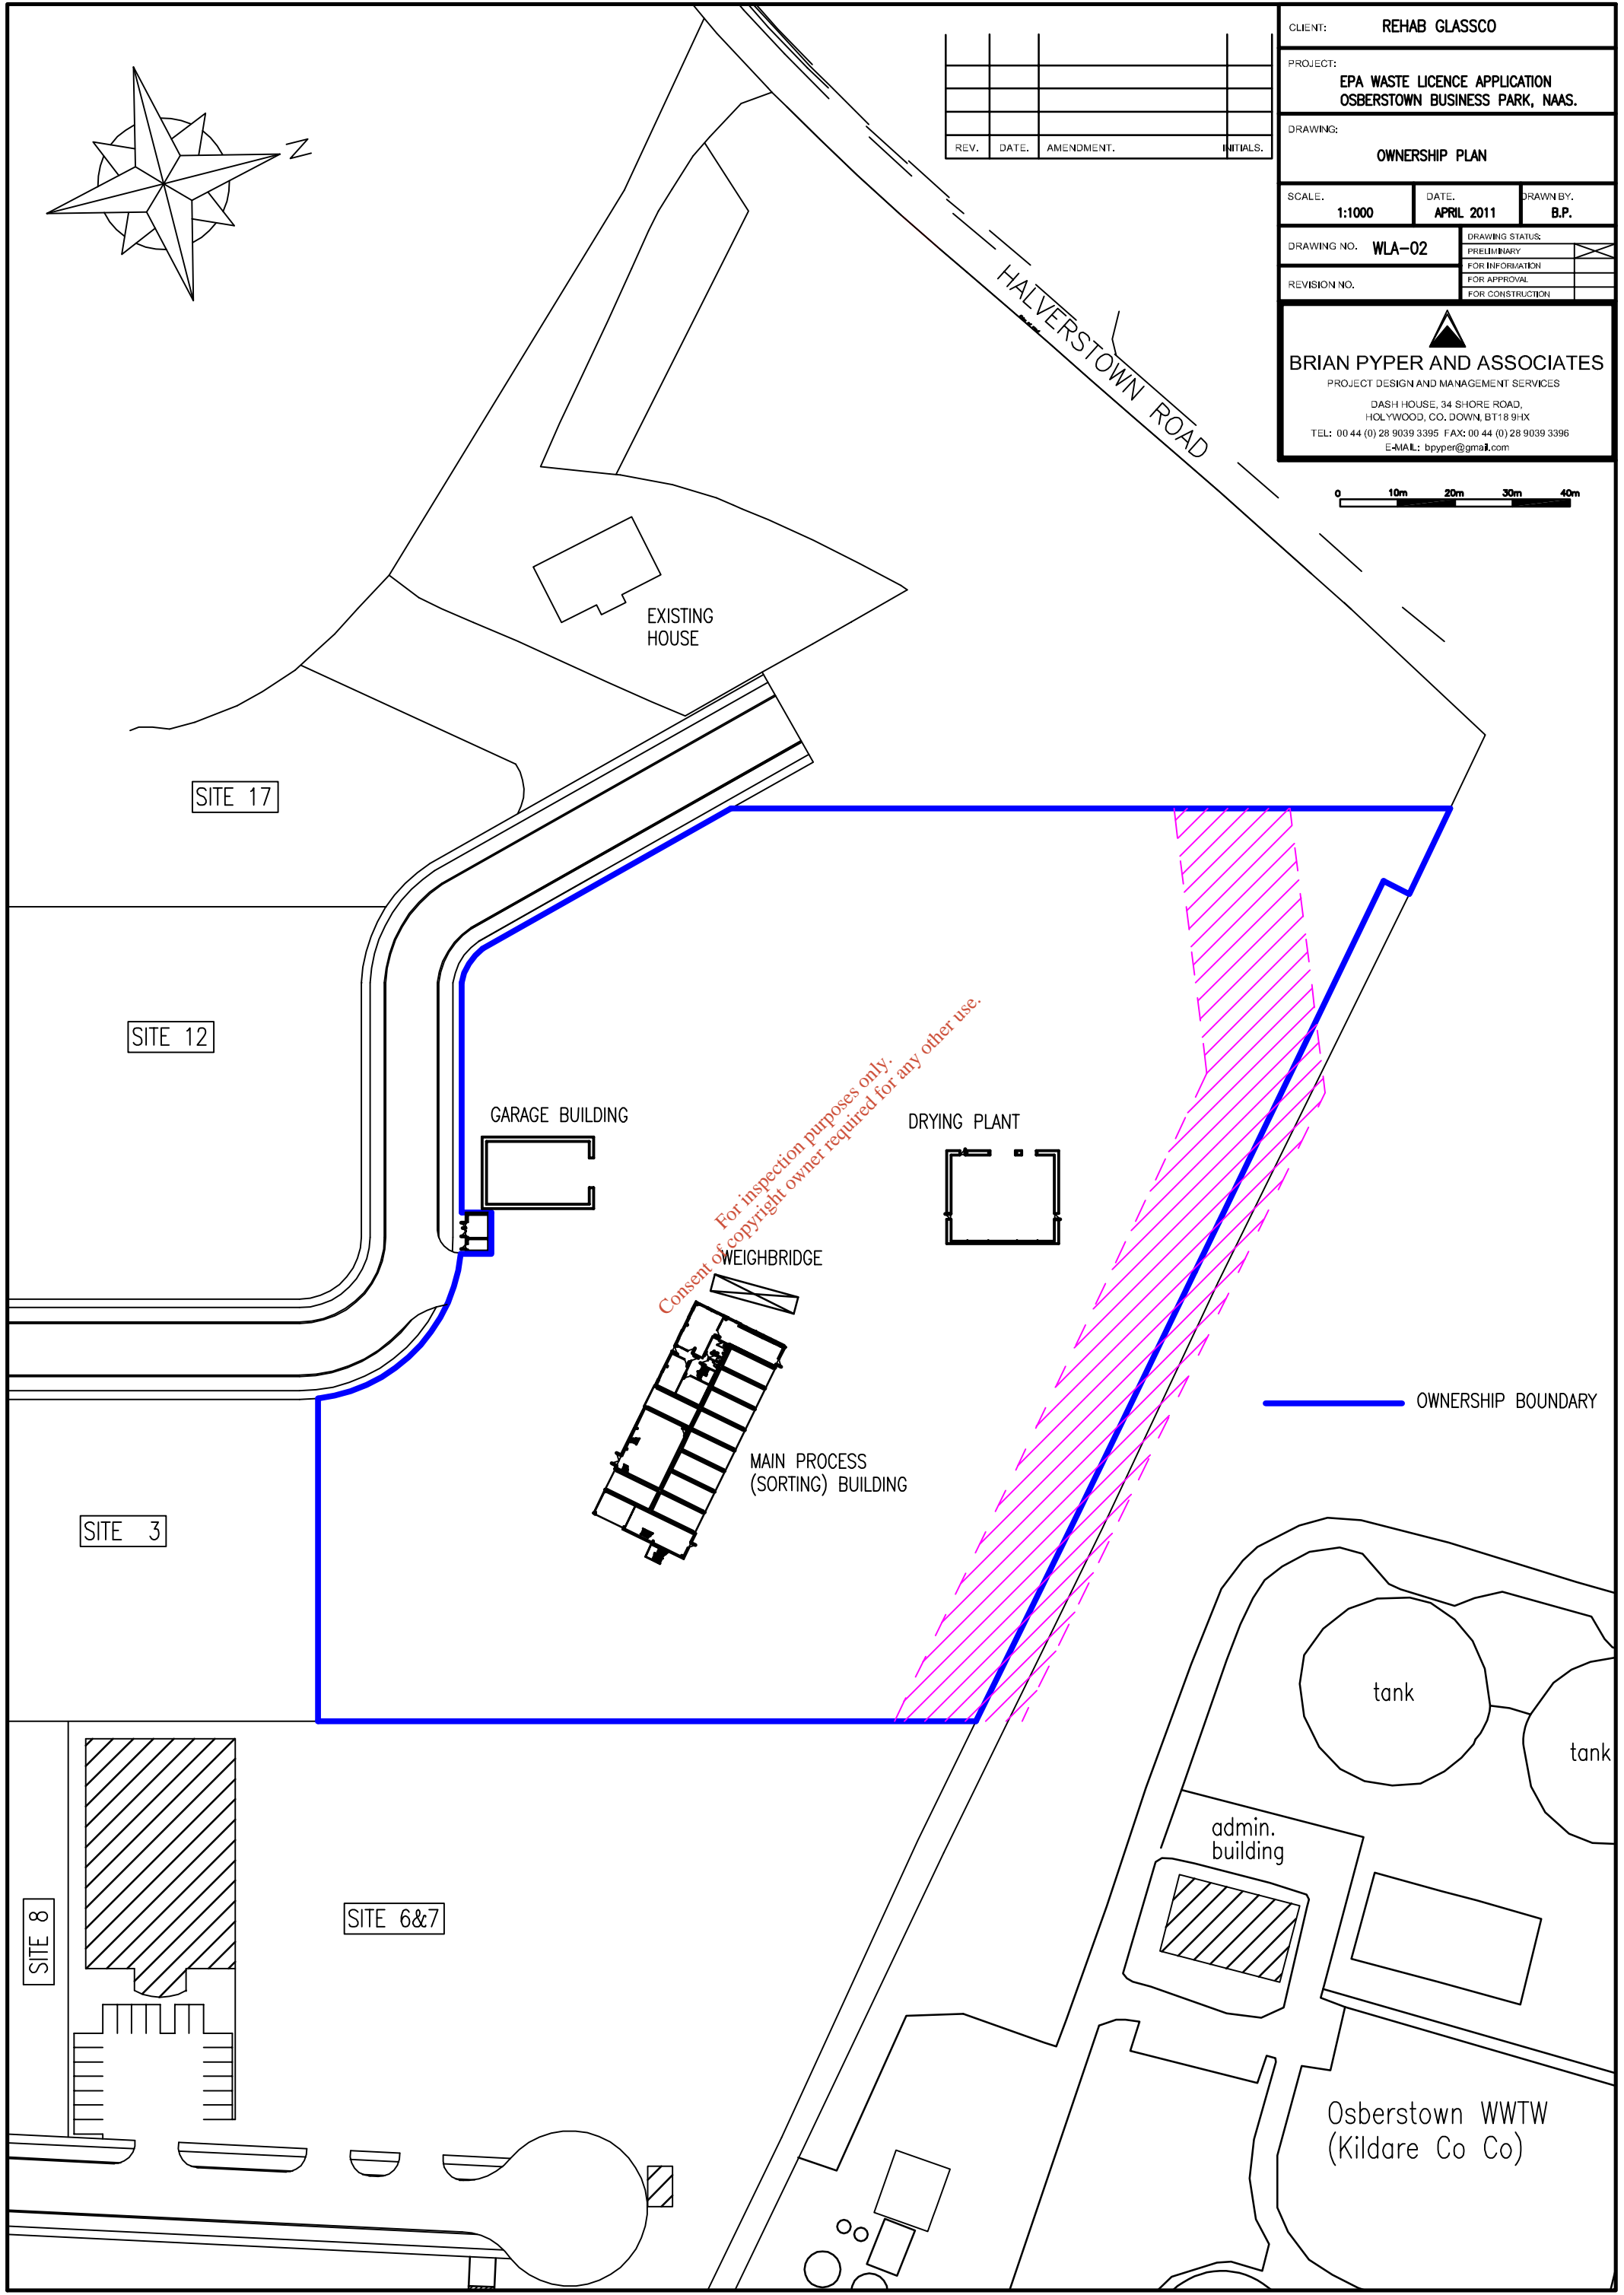 CLIENT: REHAB GLASSCO
PROJECT:
EPA WASTE LICENCE APPLICATION
OSBERSTOWN BUSINESS PARK, NAAS.
DRAWING:
OWNERSHIP PLAN
SCALE. DATE. DRAWN BY.
1:1000 APRIL 2011 B.P.
DRAWING NO. WLA-02
REVISION NO.
DRAWING STATUS:
PRELIMINARY
FOR INFORMATION
FOR APPROVAL
FOR CONSTRUCTION
BRIAN PYPER AND ASSOCIATES
PROJECT DESIGN AND MANAGEMENT SERVICES
DASH HOUSE, 34 SHORE ROAD,
HOLYWOOD, CO. DOWN, BT18 9HX
TEL: 00 44 (0) 28 9039 3395 FAX: 00 44 (0) 28 9039 3396
E-MAIL: bpyper@gmail.com
REV. DATE. AMENDMENT. INITIALS.
0 10m 20m 30m 40m
N
HALVERSTOWN ROAD
EXISTING
HOUSE
SITE 17
SITE 12
GARAGE BUILDING
DRYING PLANT
For inspection purposes only.
Consent of copyright owner required for any other use.
WEIGHBRIDGE
OWNERSHIP BOUNDARY
MAIN PROCESS
(SORTING) BUILDING
SITE 3
tank
tank
admin.
building
SITE 8
SITE 6&7
Osberstown WWTW
(Kildare Co Co)